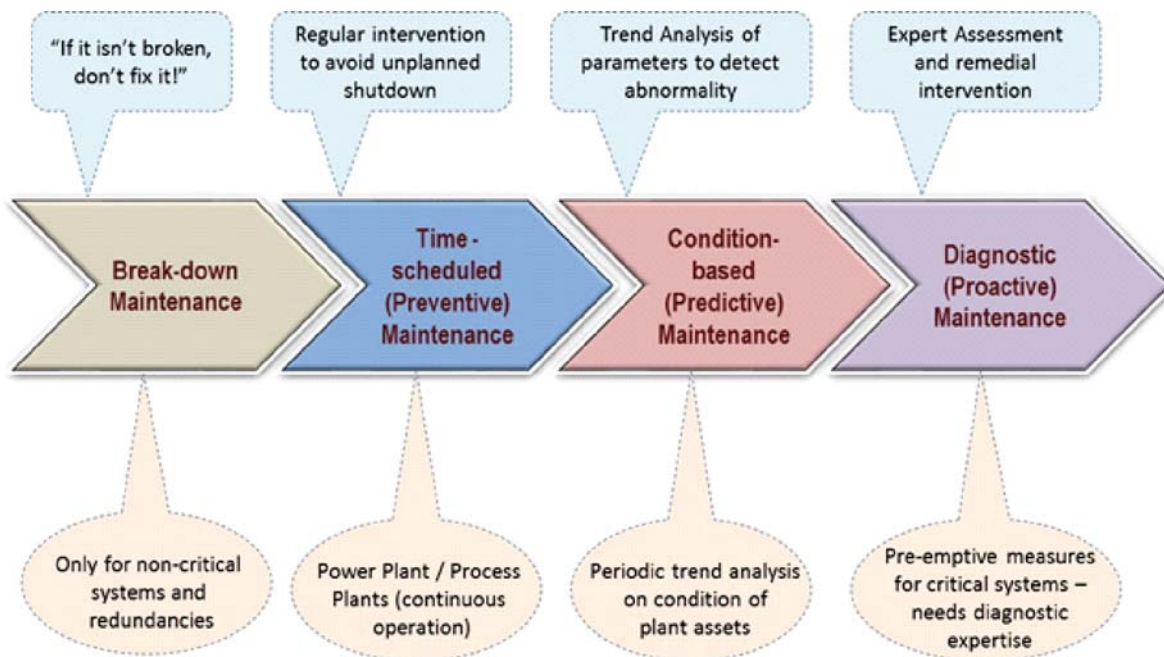 “If it isn’t broken,
don’t fix it!”
Regular intervention
to avoid unplanned
shutdown
Trend Analysis of
parameters to detect
abnormality
Expert Assessment
and remedial
intervention
Break-down
Maintenance
Time -
scheduled
(Preventive)
Maintenance
Condition-
based
(Predictive)
Maintenance
Diagnostic
(Proactive)
Maintenance
Only for non-critical
systems and
redundancies
Power Plant / Process
Plants (continuous
operation)
Periodic trend analysis
on condition of
plant assets
Pre-emptive measures
for critical systems –
needs diagnostic
expertise